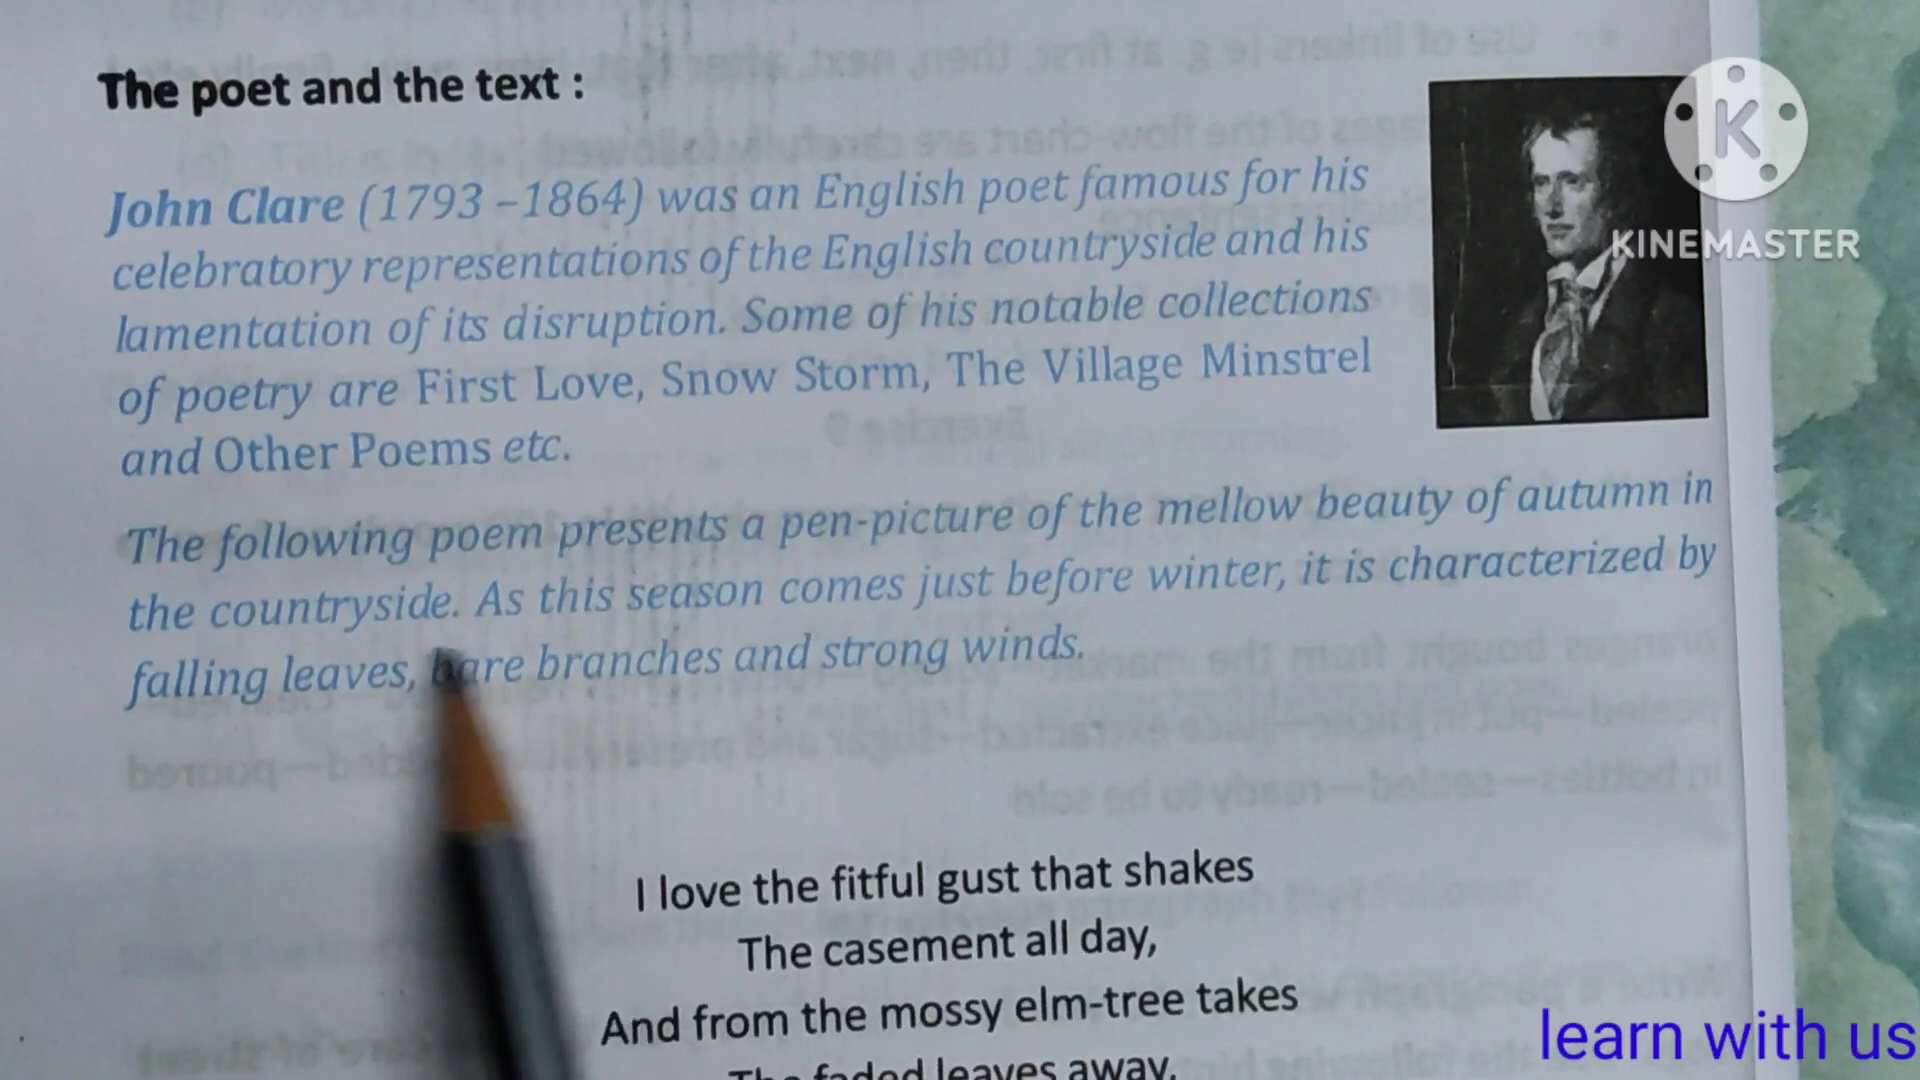 The poet and the text :
John Clare (1793 –1864) was an English poet famous for his
celebratory representations of the English countryside and his
lamentation of its disruption. Some of his notable collections
of poetry are First Love, Snow Storm, The Village Minstrel
and Other Poems etc.
The following poem presents a pen-picture of the mellow beauty of autumn in
the countryside. As this season comes just before winter, it is characterized by
falling leaves, bare branches and strong winds.
I love the fitful gust that shakes
The casement all day,
And from the mossy elm-tree takes
The faded leaves away,
K
KINEMASTER
learn with us